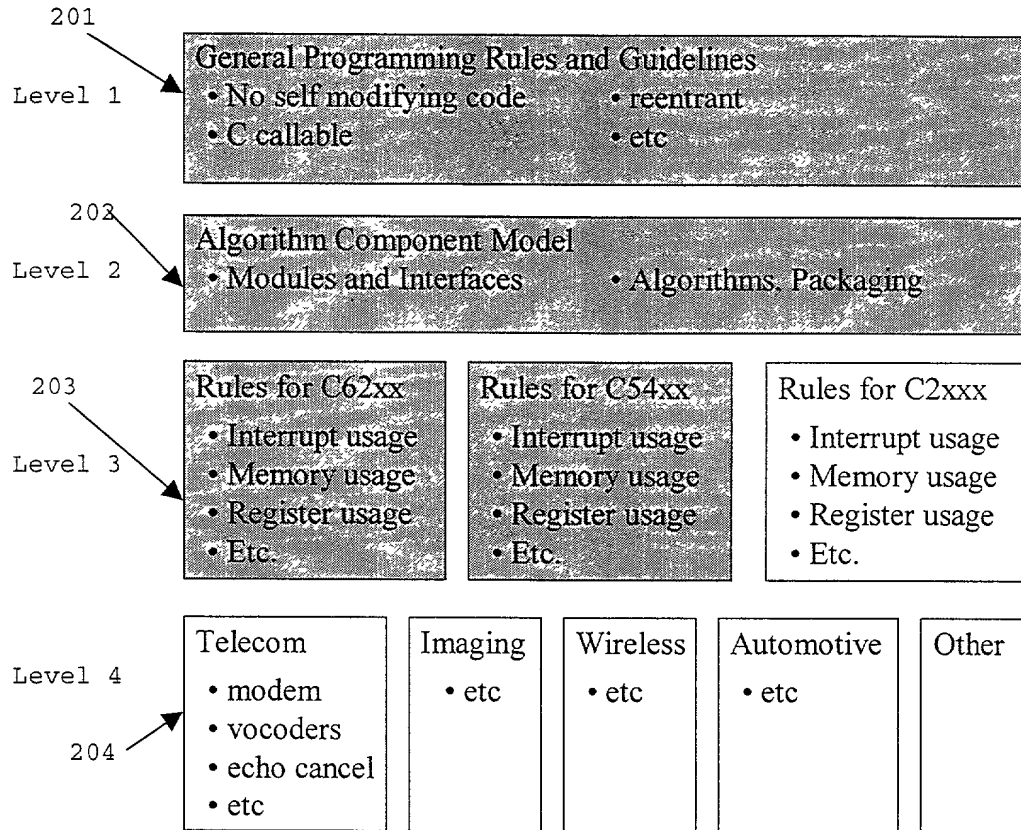 201
General Programming Rules and Guidelines
Level 1
• No self modifying code • reentrant
• C callable • etc
202
Algorithm Component Model
Level 2
• Modules and Interfaces • Algorithms, Packaging
203
Level 3
Rules for C62xx
• Interrupt usage
• Memory usage
• Register usage
• Etc.
Rules for C54xx
• Interrupt usage
• Memory usage
• Register usage
• Etc.
Rules for C2xxx
• Interrupt usage
• Memory usage
• Register usage
• Etc.
Level 4
204
Telecom
• modem
• vocoders
• echo cancel
• etc
Imaging
• etc
Wireless
• etc
Automotive
• etc
Other